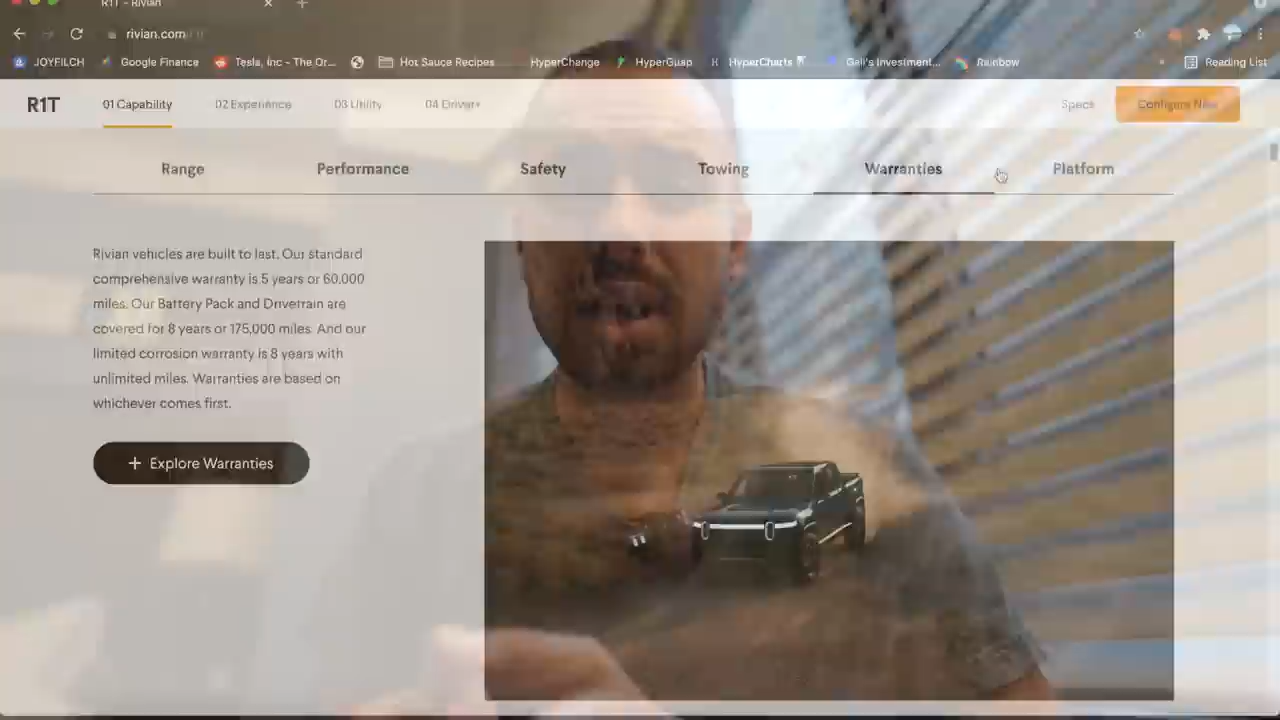 R1T - Rivian
rivian.com
JOYFILCH
Google Finance
Tesla, Inc - The Or...
Hot Sauce Recipes
HyperChange
HyperGuap
HyperCharts
Gali's Investment...
Rainbow
Reading List
R1T
01 Capability
02 Experience
03 Utility
04 Driver+
Specs
Configure Now
Range
Performance
Safety
Towing
Warranties
Platform
Rivian vehicles are built to last. Our standard
comprehensive warranty is 5 years or 60,000
miles. Our Battery Pack and Drivetrain are
covered for 8 years or 175,000 miles. And our
limited corrosion warranty is 8 years with
unlimited miles. Warranties are based on
whichever comes first.
+ Explore Warranties